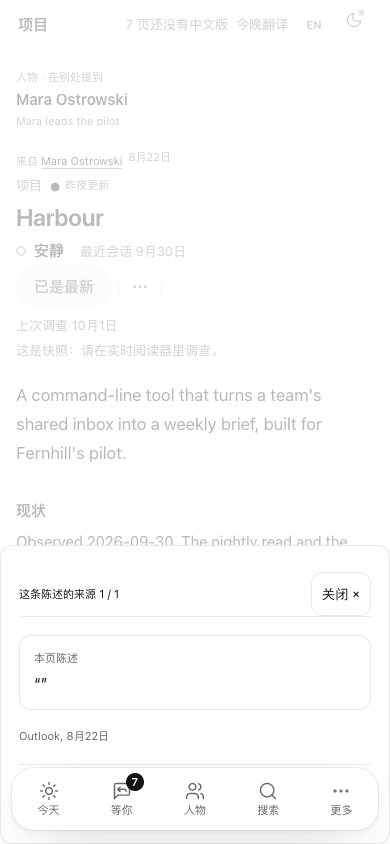 项目
7 页还没有中文版 今晚翻译 EN
人物 · 在别处提到
Mara Ostrowski
Mara leads the pilot
来自 Mara Ostrowski 8月22日
项目 ● 昨夜更新
Harbour
安静 最近会话 9月30日
已是最新 ···
上次调查 10月1日
这是快照：请在实时阅读器里调查。
A command-line tool that turns a team's
shared inbox into a weekly brief, built for
Fernhill's pilot.
现状
Observed 2026-09-30. The nightly read and the
这条陈述的来源 1 / 1
关闭 ×
本页陈述
“”
Outlook, 8月22日
7
今天 等你 人物 搜索 更多